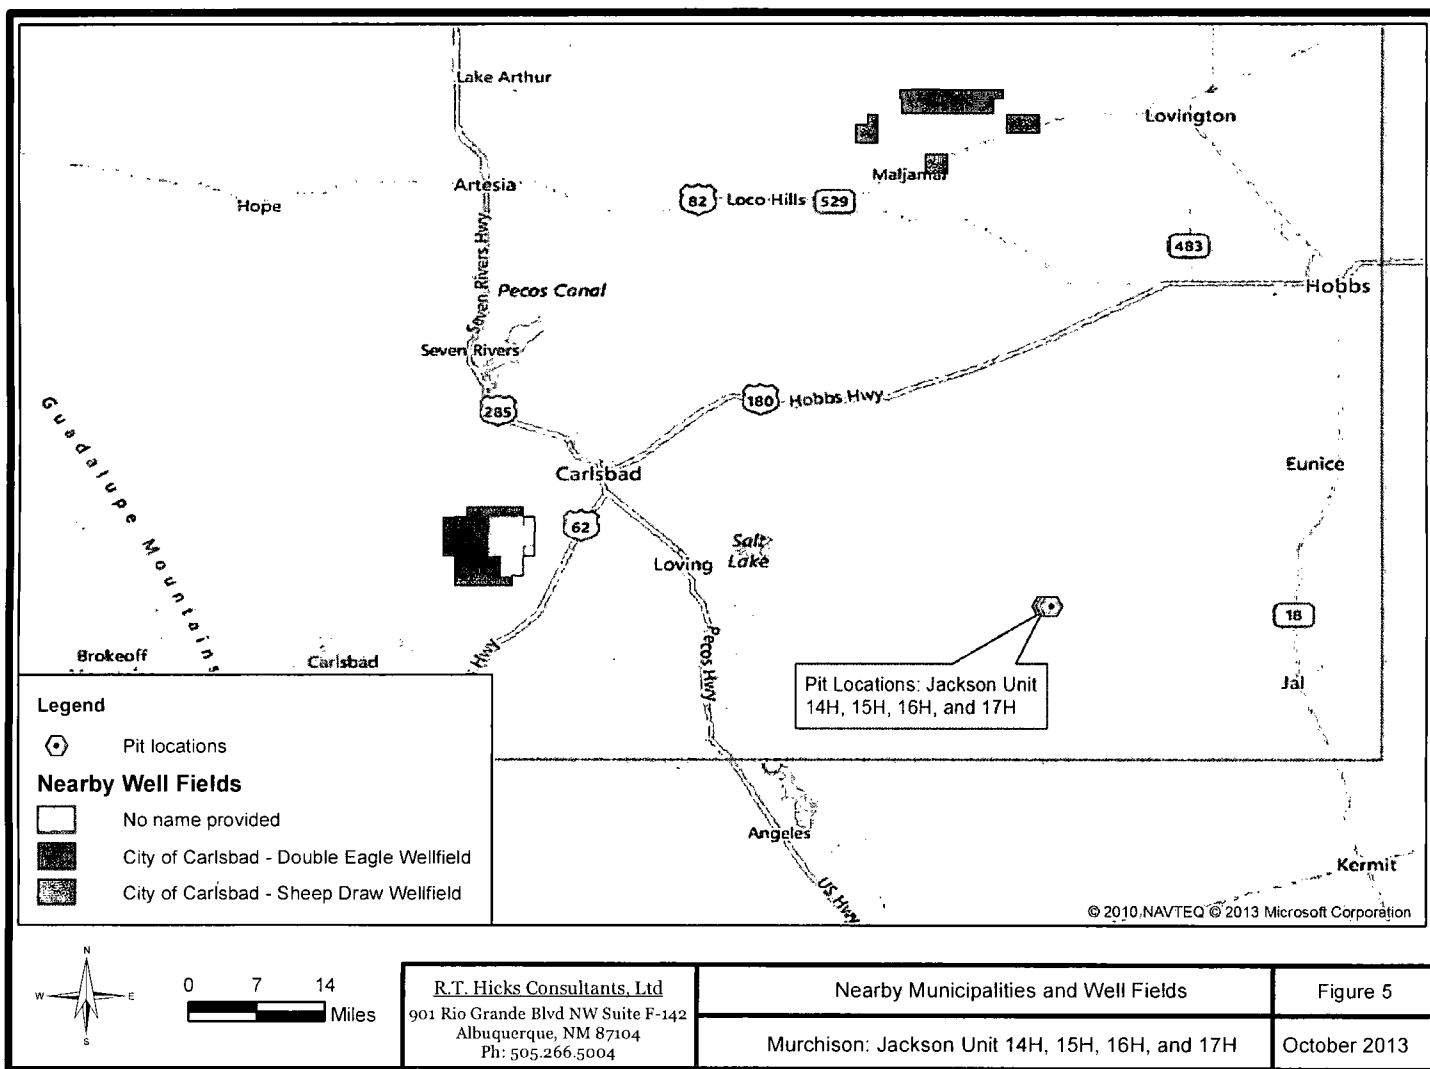 Lake Arthur
Lovington
Maljamar
Artesia
Hope
82
Loco Hills
529
483
Seven Rivers Hwy
Pecos Canal
Hobbs
Seven Rivers
180
Hobbs Hwy
285
Guadalupe Mountains
Carlsbad
Eunice
62
Salt
Lake
Loving
18
Pecos Hwy
Hwy
Brokeoff
Carlsbad
Jal
Pit Locations: Jackson Unit
14H, 15H, 16H, and 17H
Angeles
US Hwy
Kermit
© 2010 NAVTEQ © 2013 Microsoft Corporation
Legend
Pit locations
Nearby Well Fields
No name provided
City of Carlsbad - Double Eagle Wellfield
City of Carlsbad - Sheep Draw Wellfield
N
W E
S
0 7 14
Miles
R.T. Hicks Consultants, Ltd
901 Rio Grande Blvd NW Suite F-142
Albuquerque, NM 87104
Ph: 505.266.5004
Nearby Municipalities and Well Fields
Murchison: Jackson Unit 14H, 15H, 16H, and 17H
Figure 5
October 2013